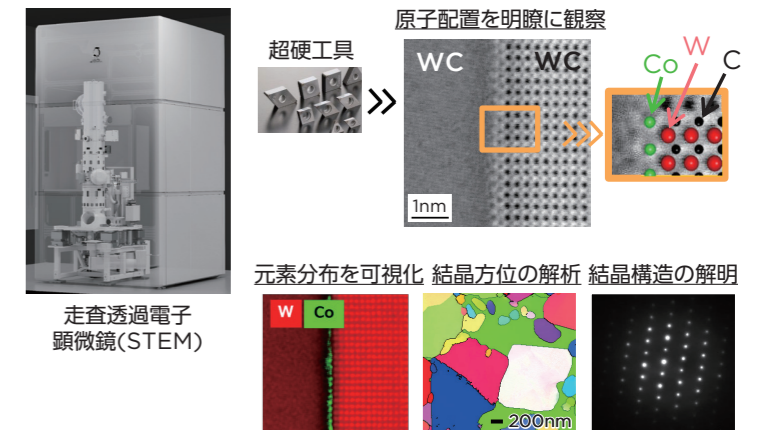 原子配置を明瞭に観察
超硬工具
WC
WC
Co
W
C
1nm
走査透過電子
顕微鏡(STEM)
元素分布を可視化
W
Co
結晶方位の解析
200nm
結晶構造の解明